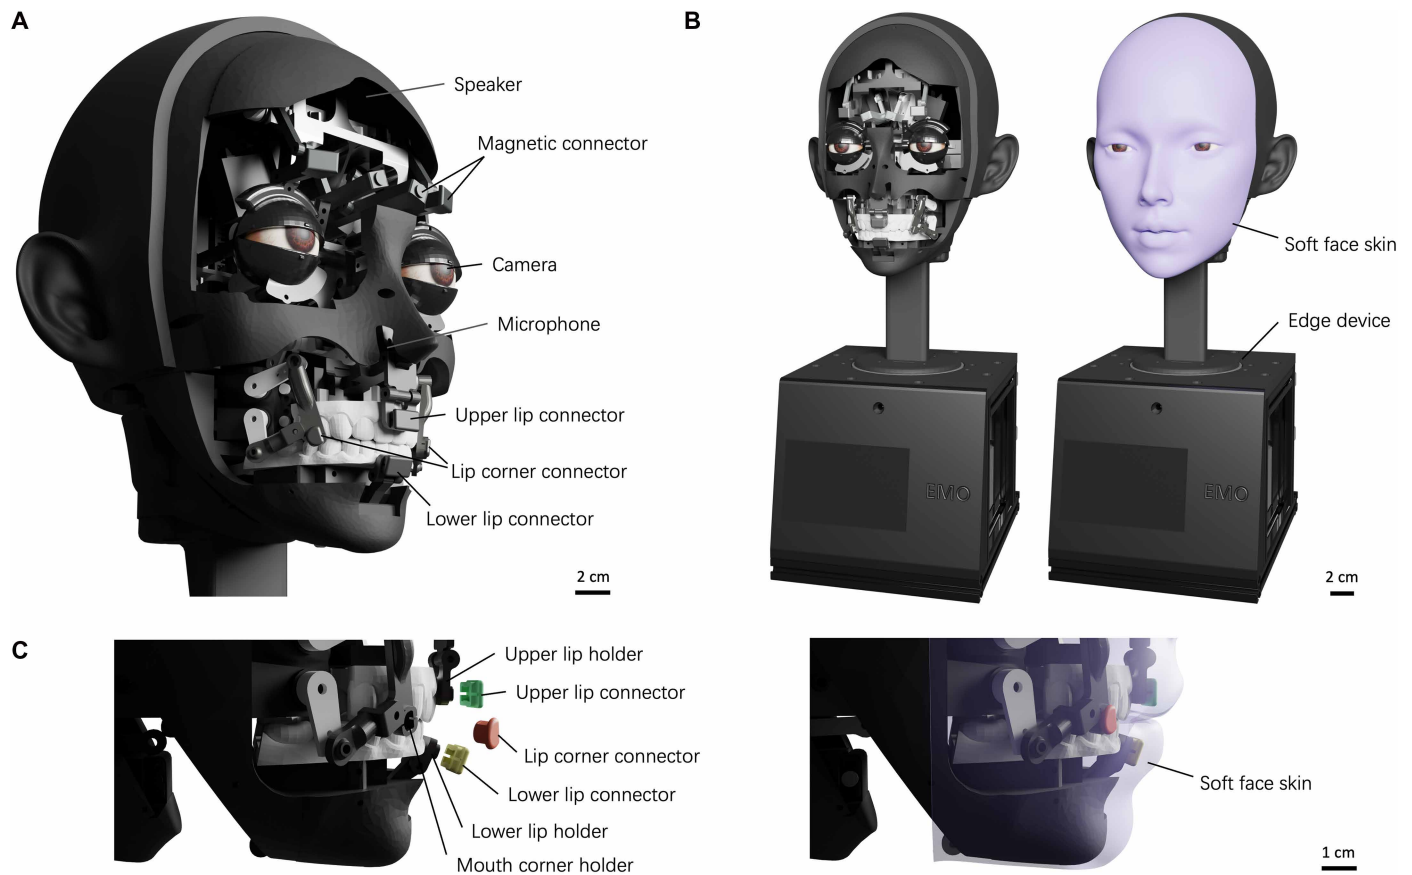 A
Speaker
Magnetic connector
Camera
Microphone
Upper lip connector
Lip corner connector
Lower lip connector
2 cm
B
Soft face skin
Edge device
EMO
EMO
2 cm
C
Upper lip holder
Upper lip connector
Lip corner connector
Lower lip connector
Lower lip holder
Mouth corner holder
Soft face skin
1 cm